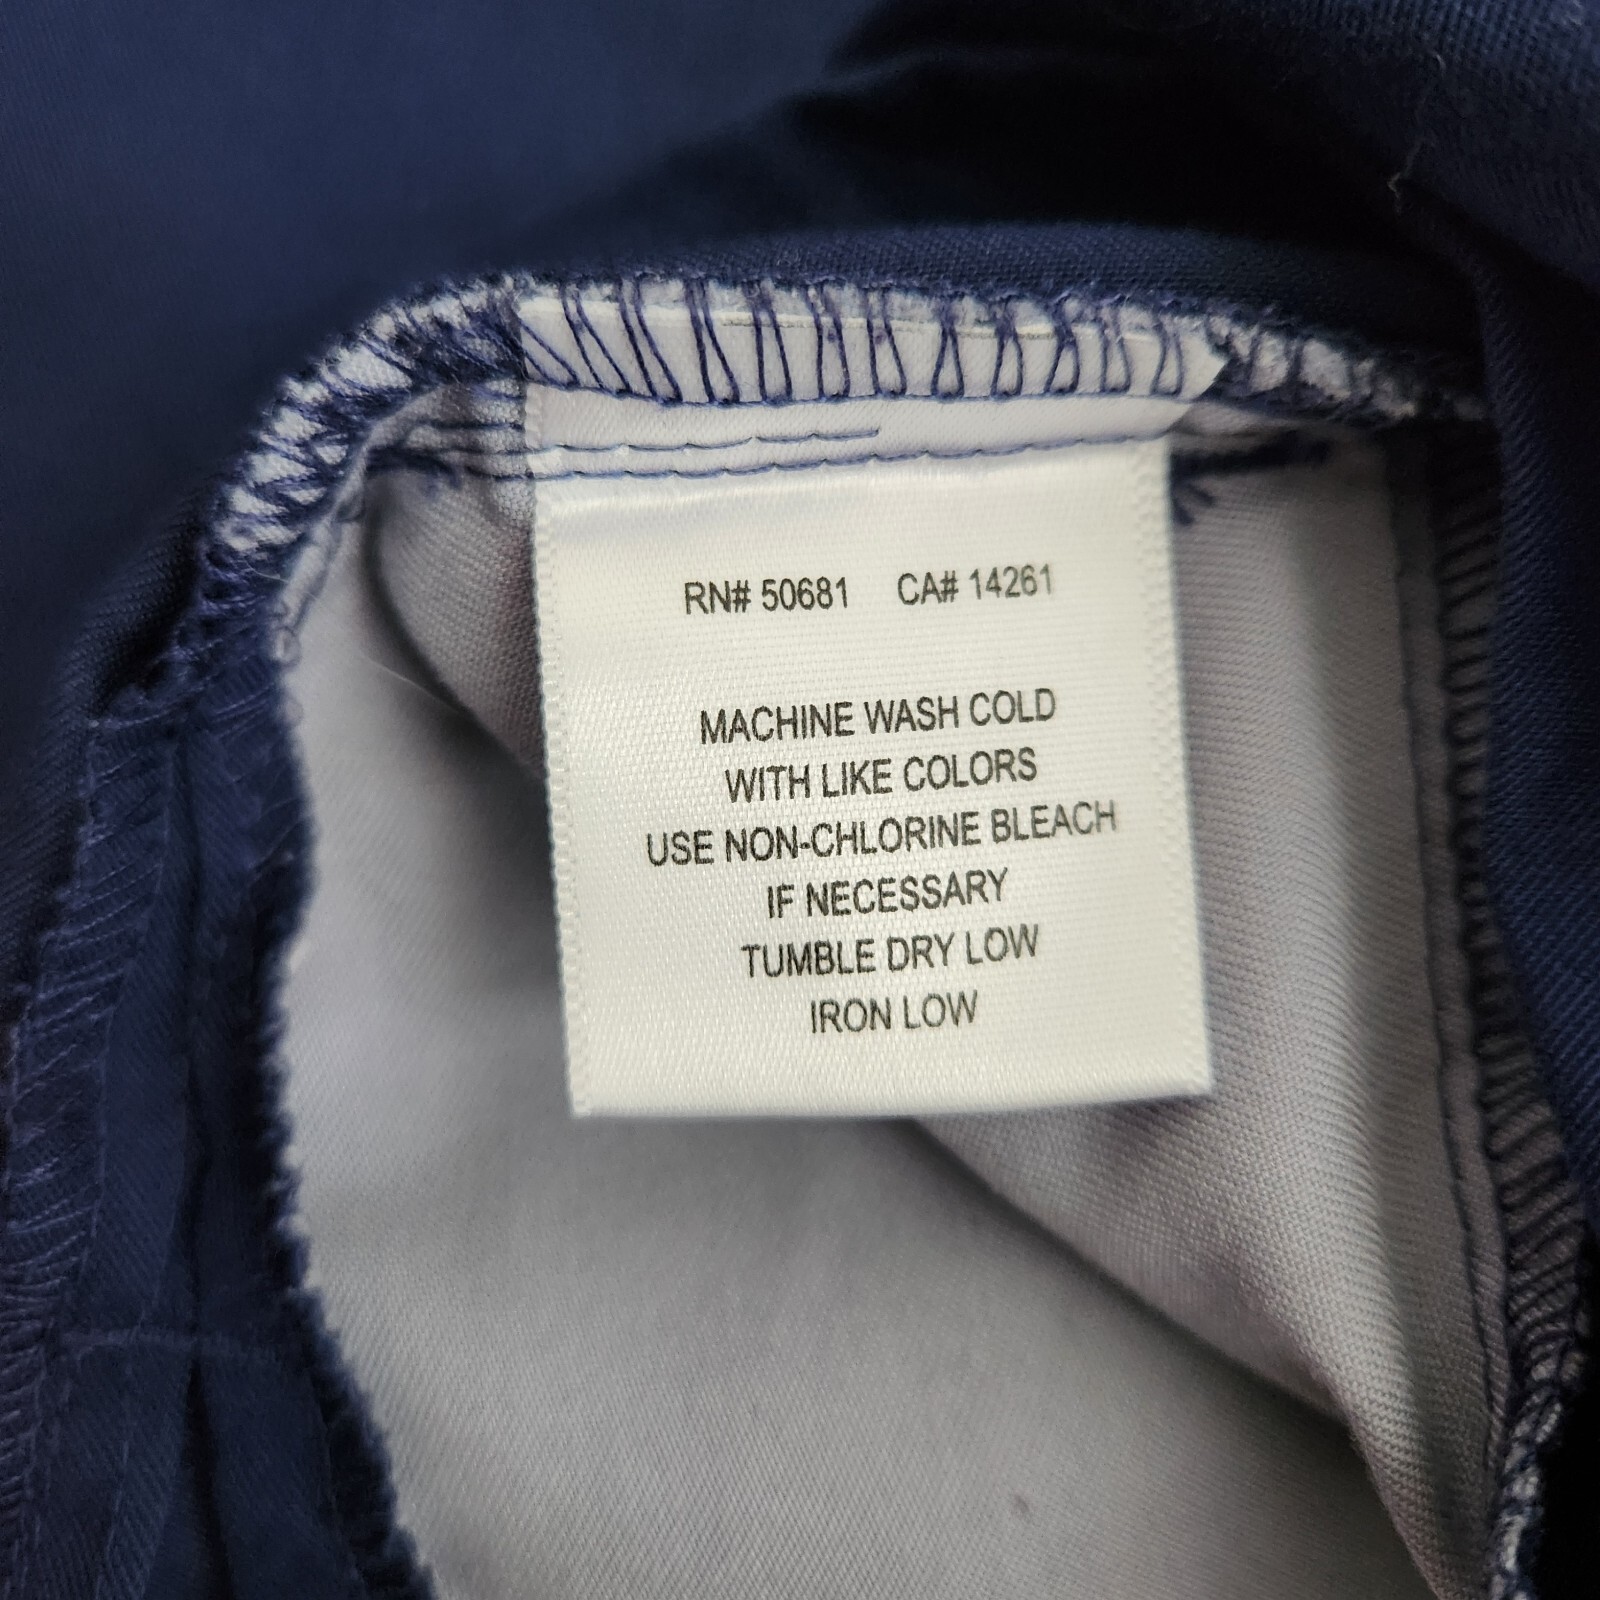 RN# 50681 CA# 14261
MACHINE WASH COLD
WITH LIKE COLORS
USE NON-CHLORINE BLEACH
IF NECESSARY
TUMBLE DRY LOW
IRON LOW